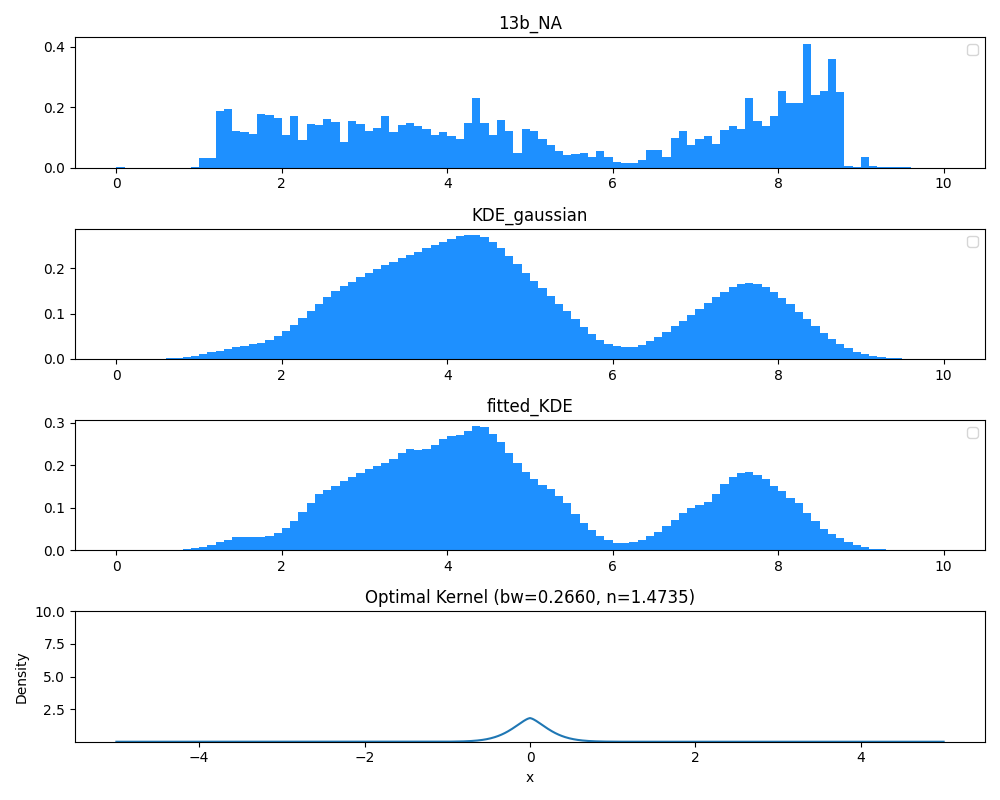 13b_NA
0.4
0.2
0.0
0 2 4 6 8 10
KDE_gaussian
0.2
0.1
0.0
0 2 4 6 8 10
fitted_KDE
0.3
0.2
0.1
0.0
0 2 4 6 8 10
Optimal Kernel (bw=0.2660, n=1.4735)
10.0
7.5
5.0
2.5
Density
−4 −2 0 2 4
x